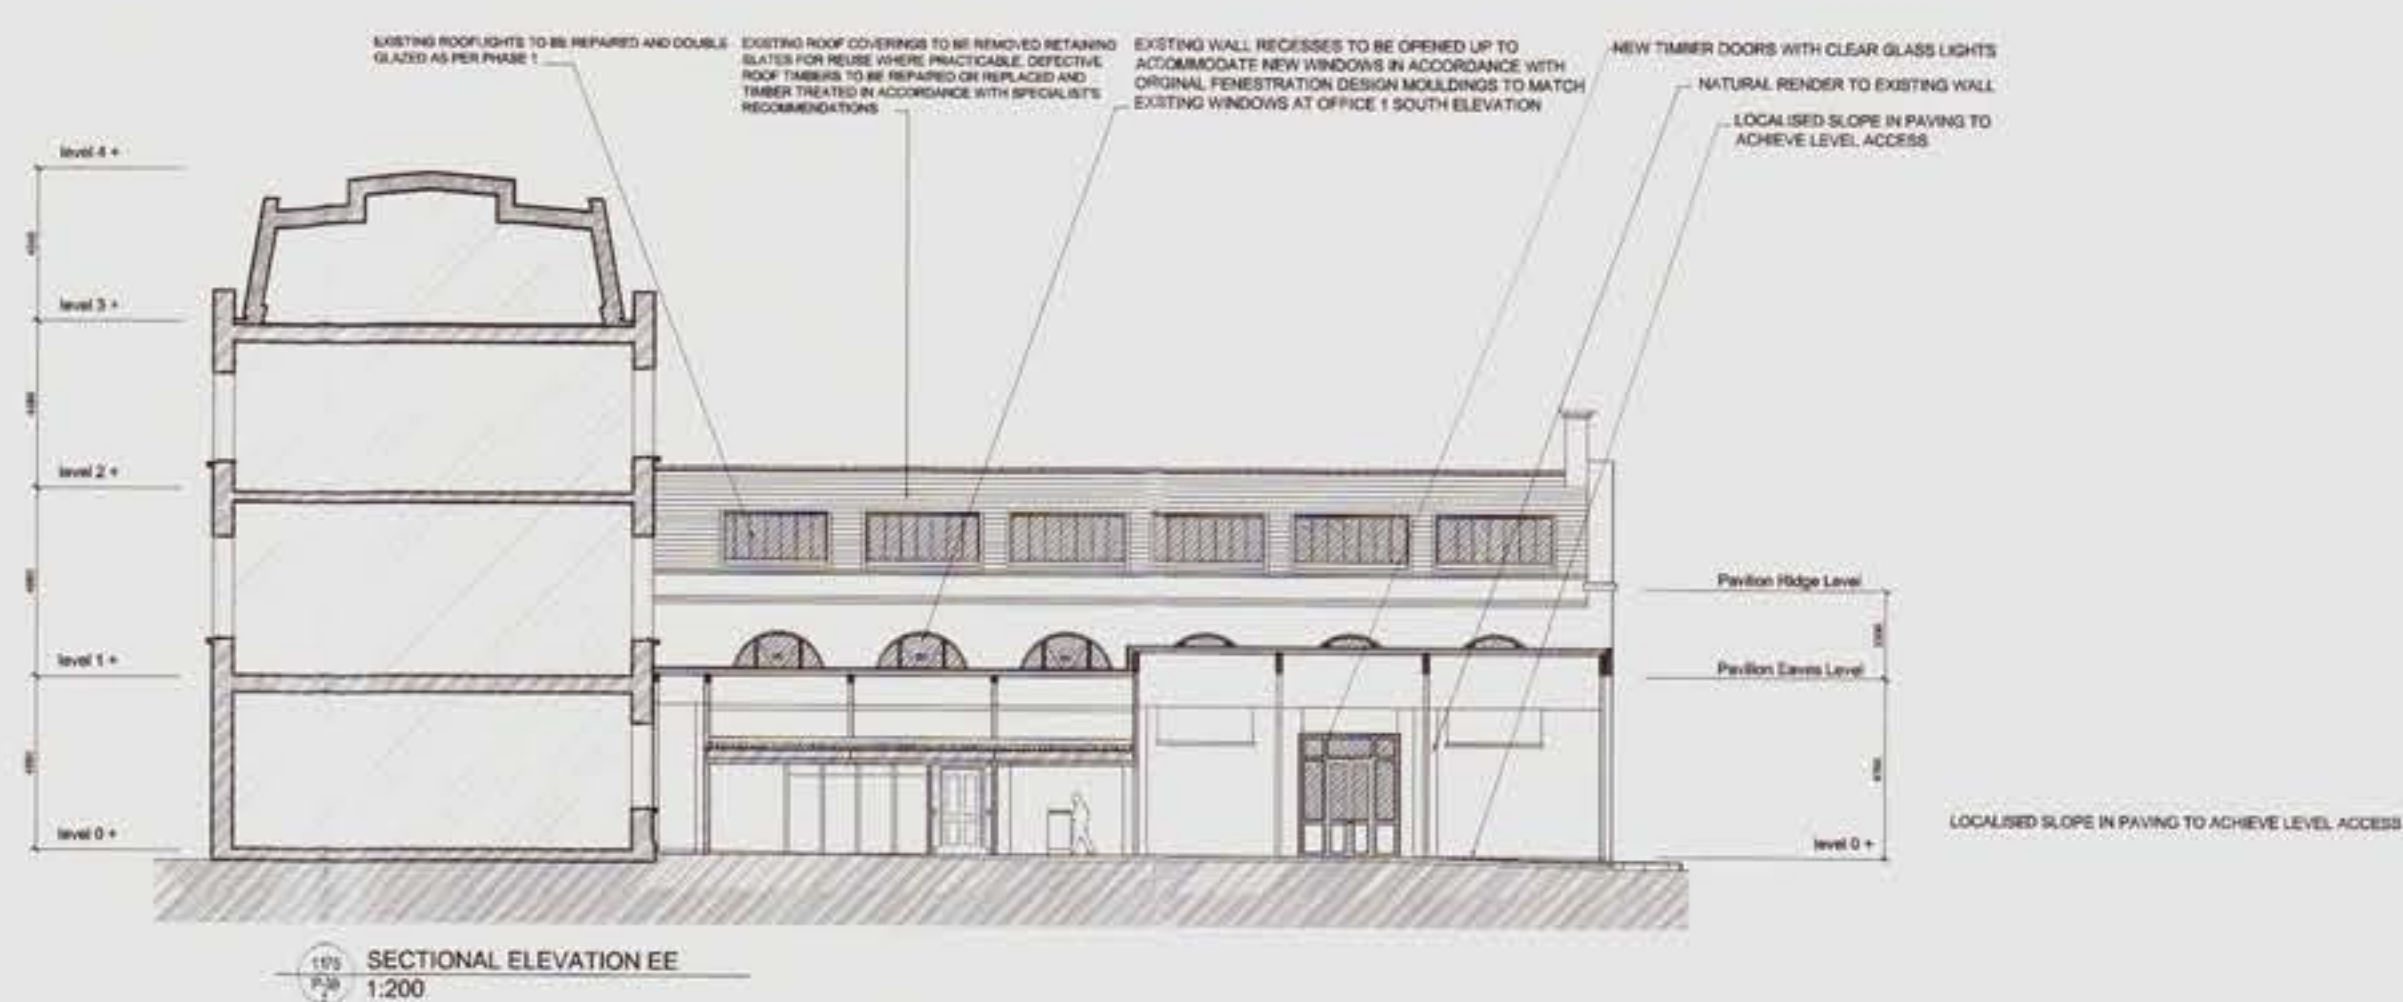 EXISTING ROOFLIGHTS TO BE REPAIRED AND DOUBLE
GLAZED AS PER PHASE 1
EXISTING ROOF COVERINGS TO BE REMOVED RETAINING
SLATES FOR REUSE WHERE PRACTICABLE, DEFECTIVE
ROOF TIMBERS TO BE REPAIRED OR REPLACED AND
TIMBER TREATED IN ACCORDANCE WITH SPECIALIST'S
RECOMMENDATIONS
EXISTING WALL RECESSES TO BE OPENED UP TO
ACCOMMODATE NEW WINDOWS IN ACCORDANCE WITH
ORGINAL FENESTRATION DESIGN MOULDINGS TO MATCH
EXISTING WINDOWS AT OFFICE 1 SOUTH ELEVATION
NEW TIMBER DOORS WITH CLEAR GLASS LIGHTS
NATURAL RENDER TO EXISTING WALL
LOCALISED SLOPE IN PAVING TO
ACHIEVE LEVEL ACCESS
level 4 +
level 3 +
level 2 +
level 1 +
level 0 +
Pavilion Ridge Level
Pavilion Eaves Level
level 0 +
LOCALISED SLOPE IN PAVING TO ACHIEVE LEVEL ACCESS
SECTIONAL ELEVATION EE
1:200